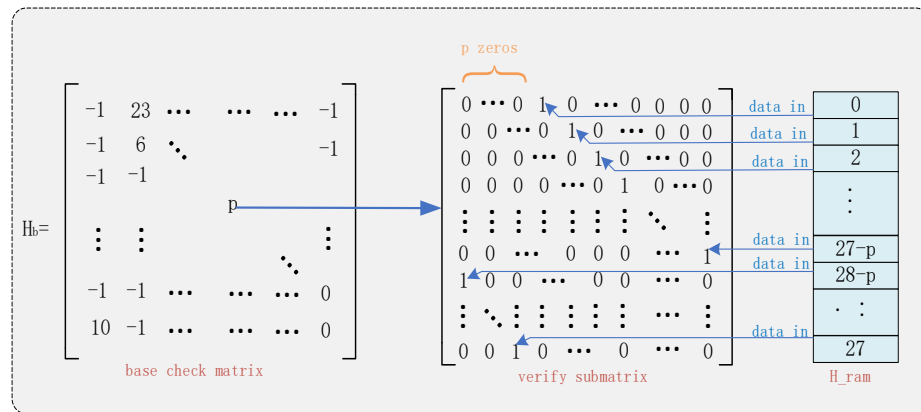 p zeros
-1 23 ••• ••• ••• -1
-1 6 -1
-1 -1
p
Hb=
-1 -1 ••• ••• ••• 0
10 -1 ••• ••• ••• 0
base check matrix
0 ••• 0 1 0 ••• 0 0 0 0
0 0 ••• 0 1 0 ••• 0 0 0
0 0 0 ••• 0 1 0 ••• 0 0
0 0 0 0 ••• 0 1 0 ••• 0
0 0 ••• 0 0 0 ••• 1
1 0 0 ••• 0 0 ••• 0
0 0 1 0 ••• 0 ••• 0
verify submatrix
data in
data in
data in
data in
data in
data in
0
1
2
27-p
28-p
27
H_ram